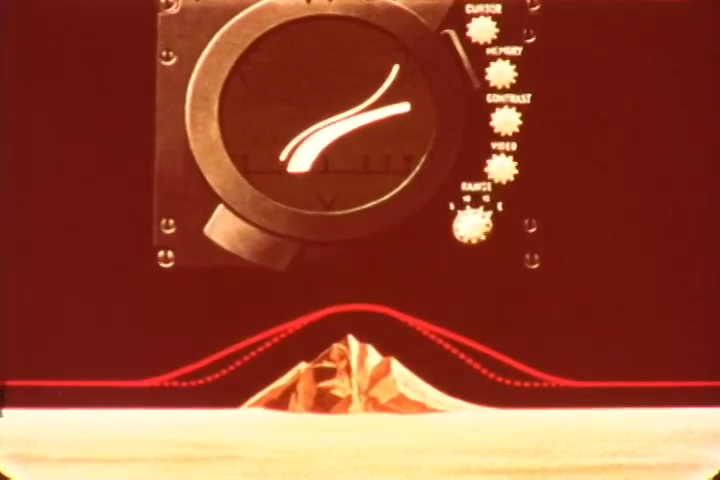 CURSOR
MEMORY
CONTRAST
VIDEO
RANGE